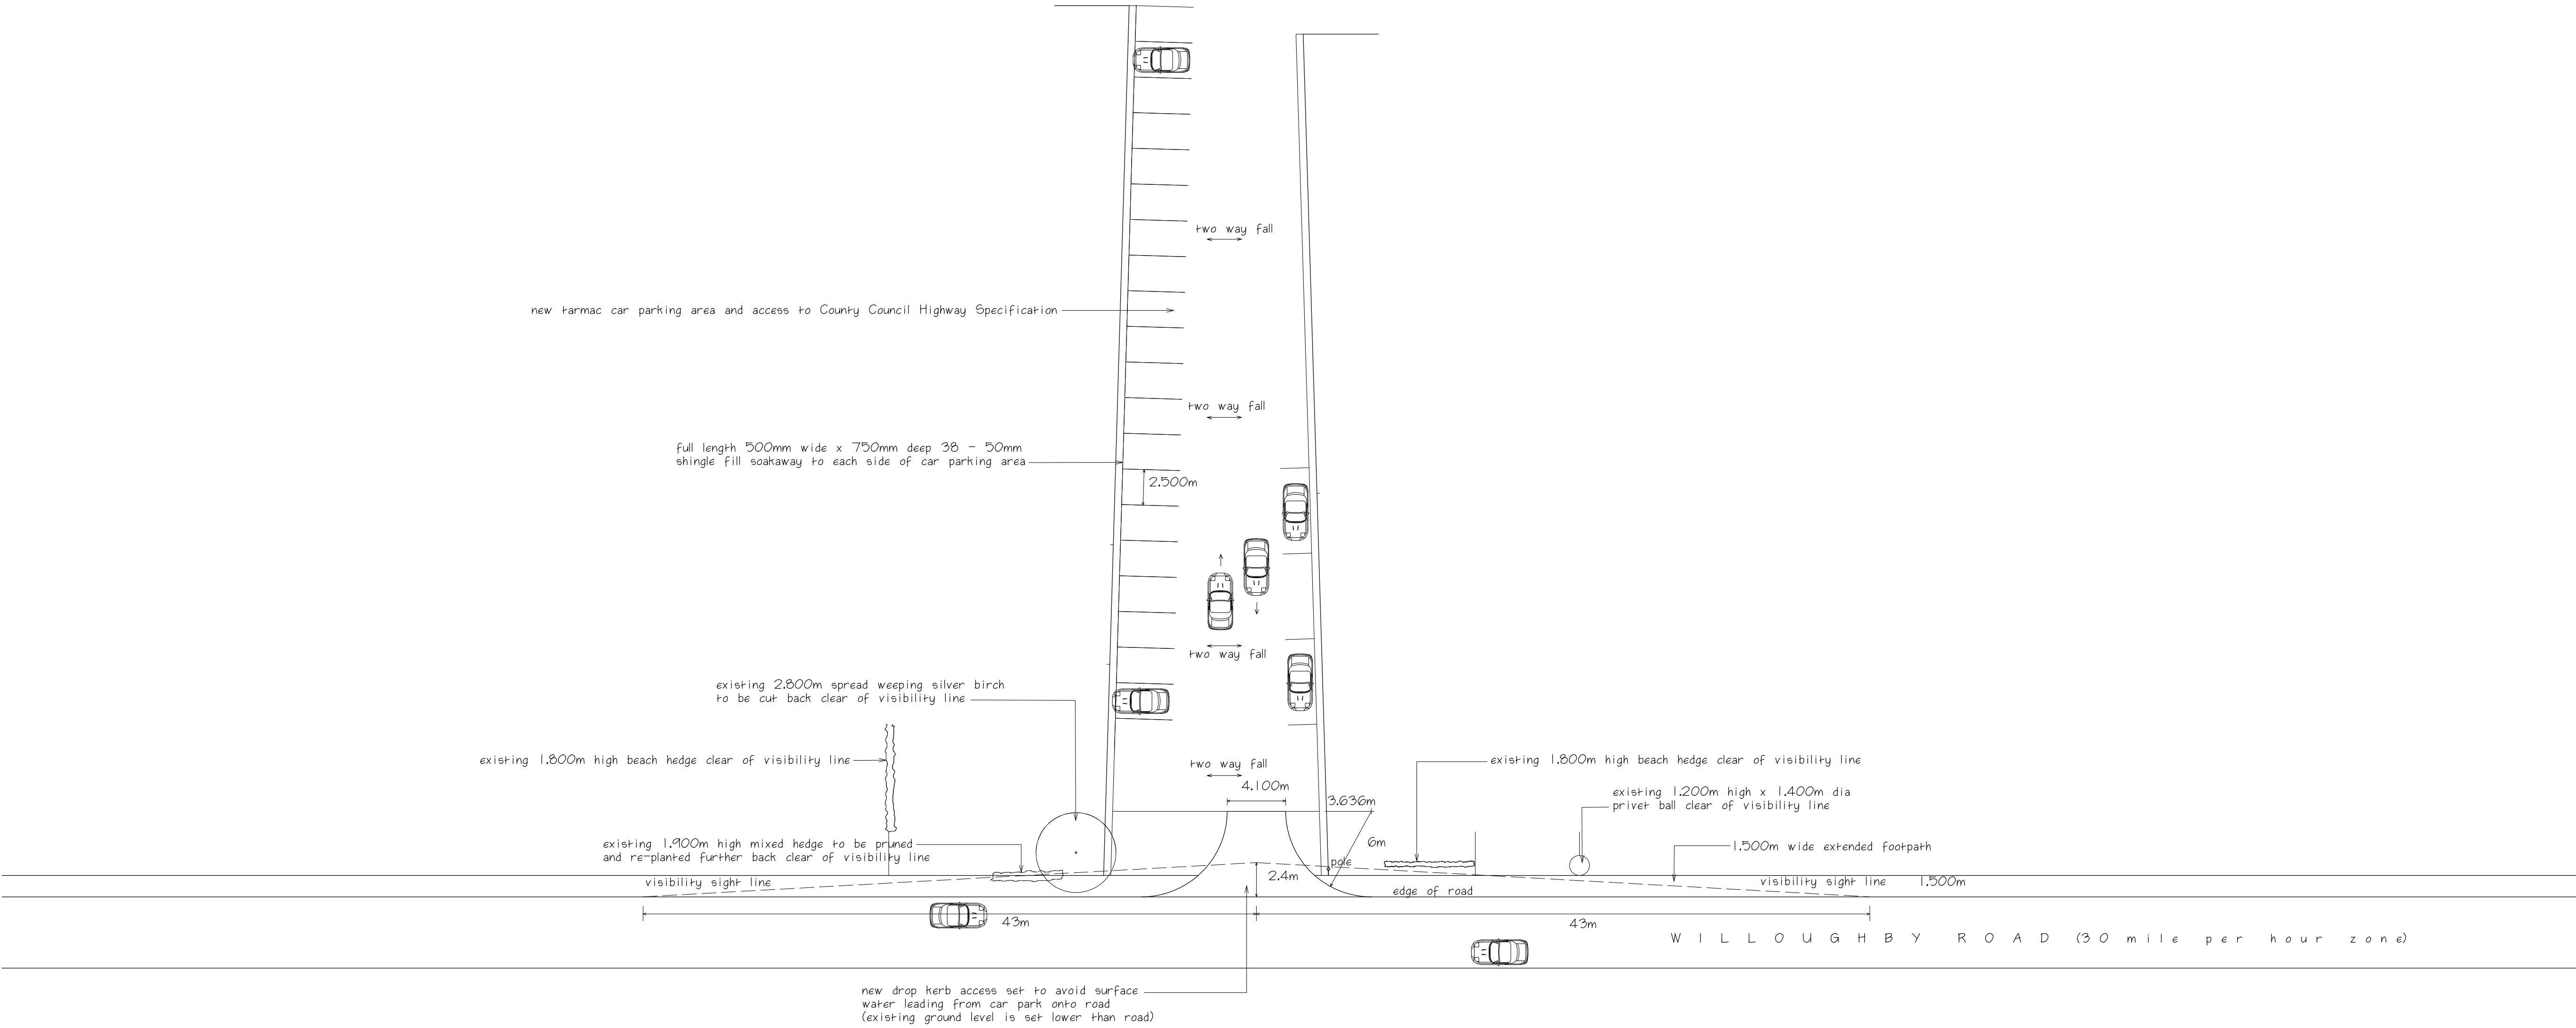 two way fall
new tarmac car parking area and access to County Council Highway Specification
two way fall
full length 500mm wide x 750mm deep 38 - 50mm
shingle fill soakaway to each side of car parking area
2.500m
two way fall
existing 2.800m spread weeping silver birch
to be cut back clear of visibility line
existing 1.800m high beach hedge clear of visibility line
two way fall
4.100m
existing 1.800m high beach hedge clear of visibility line
3.636m
existing 1.200m high x 1.400m dia
privet ball clear of visibility line
existing 1.900m high mixed hedge to be pruned
and re-planted further back clear of visibility line
6m
1.500m wide extended footpath
pole
visibility sight line
2.4m
edge of road
visibility sight line 1.500m
43m
43m
WILLOUGHBY ROAD (30 mile per hour zone)
new drop kerb access set to avoid surface
water leading from car park onto road
(existing ground level is set lower than road)